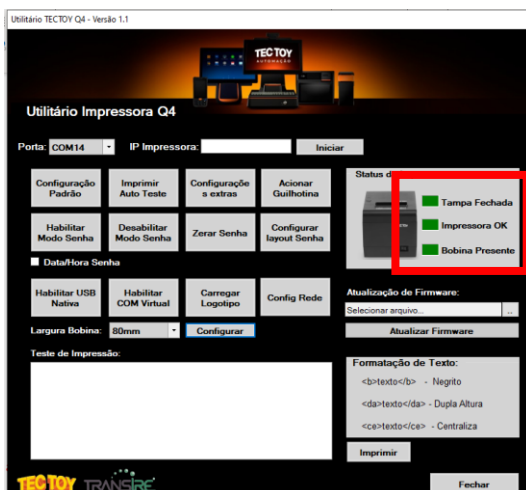 Utilitário TECTOY Q4 - Versão 1.1
TECTOY
AUTOMAÇÃO
Utilitário Impressora Q4
Porta: COM14 IP Impressora: Iniciar
Configuração Padrão
Imprimir Auto Teste
Configuraçõe s extras
Acionar Guilhotina
Status d
Tampa Fechada
Impressora OK
Bobina Presente
Habilitar Modo Senha
Desabilitar Modo Senha
Zerar Senha
Configurar layout Senha
Data/Hora Senha
Habilitar USB Nativa
Habilitar COM Virtual
Carregar Logotipo
Config Rede
Atualização de Firmware:
Selecionar arquivo... ..
Largura Bobina: 80mm Configurar
Atualizar Firmware
Teste de Impressão:
Formatação de Texto:
<b>texto</b> - Negrito
<da>texto</da> - Dupla Altura
<ce>texto</ce> - Centraliza
Imprimir
TECTOY TRANSIRE
Fechar